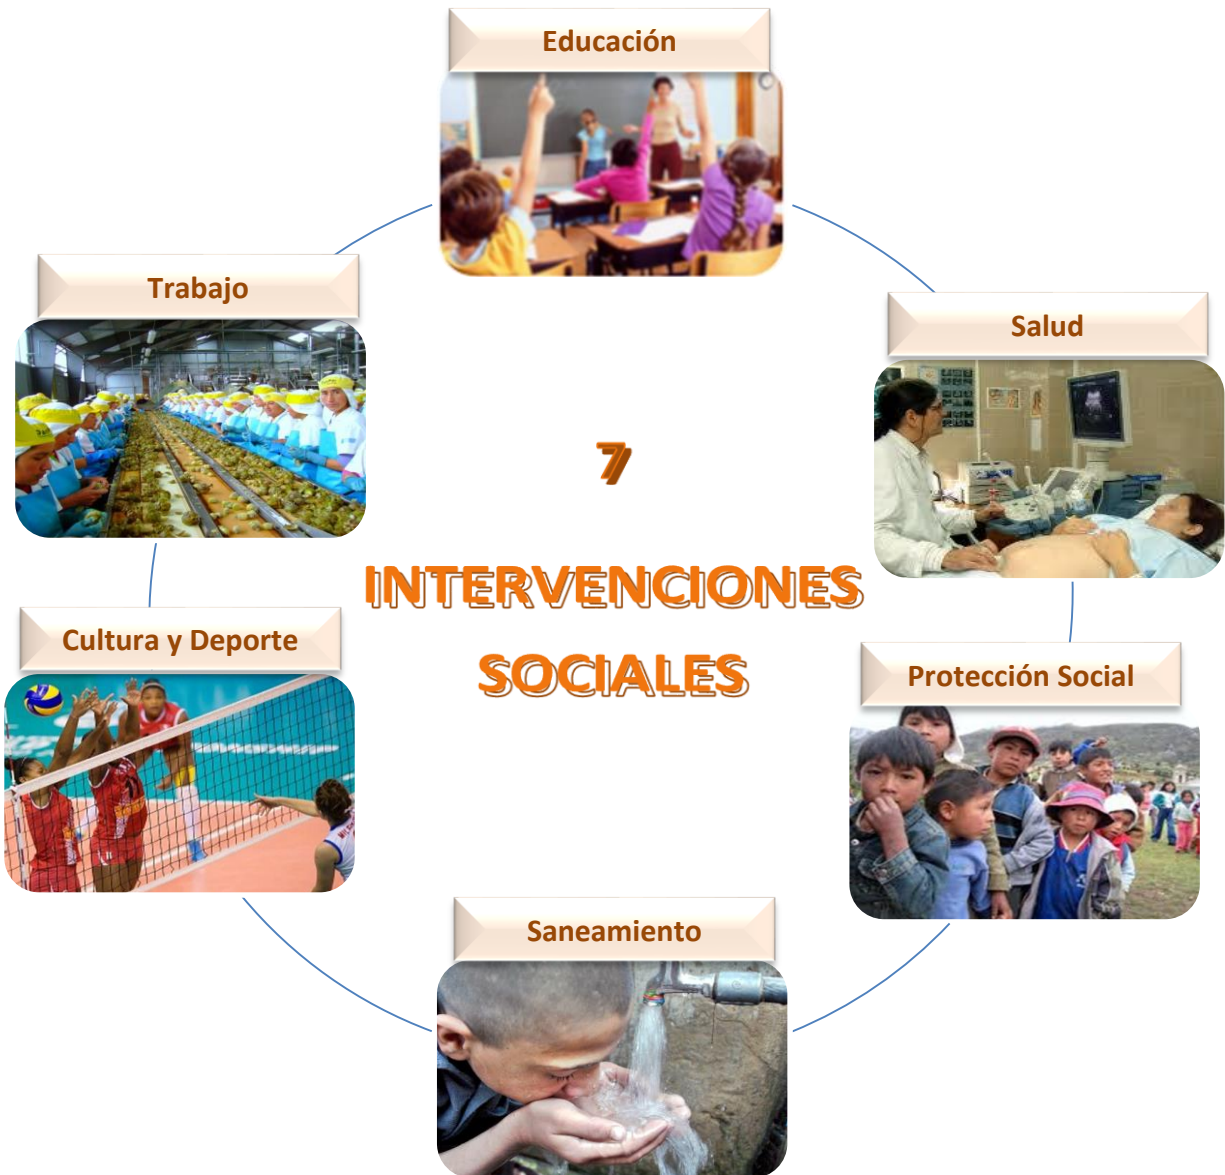 Educación
Trabajo
Salud
7
INTERVENCIONES
SOCIALES
Cultura y Deporte
Protección Social
Saneamiento